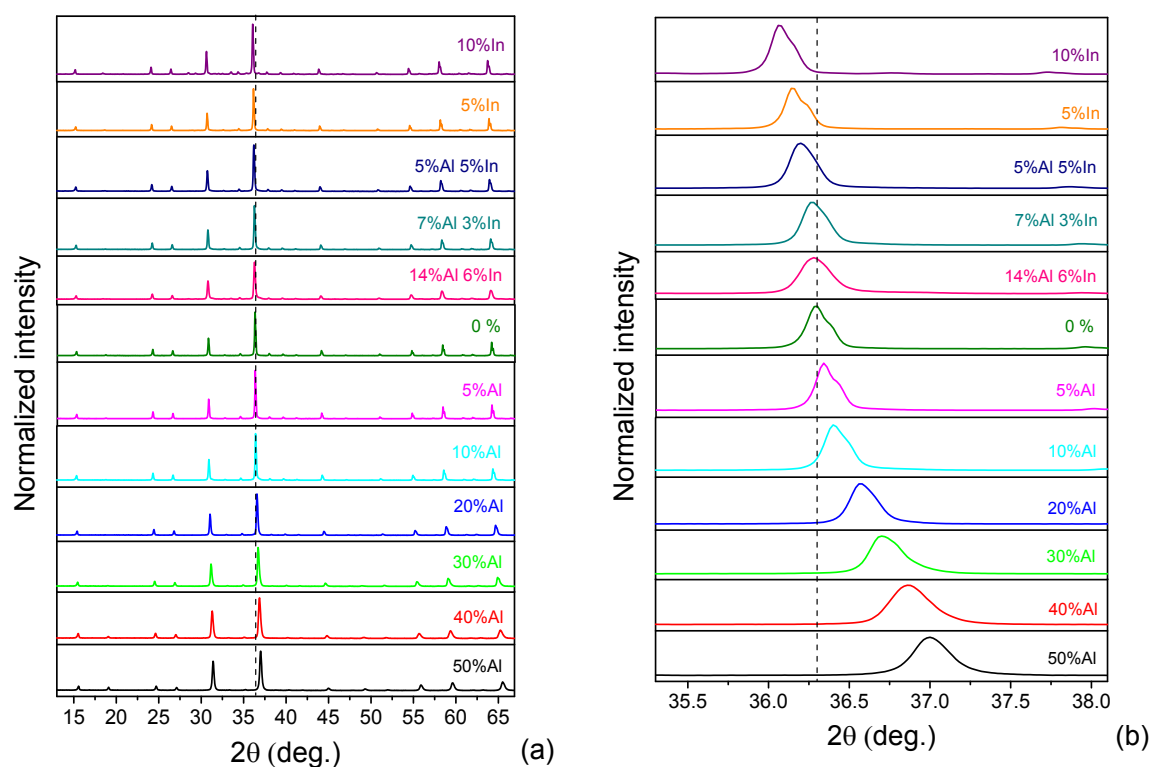 Normalized intensity
10%In
5%In
5%Al 5%In
7%Al 3%In
14%Al 6%In
0 %
5%Al
10%Al
20%Al
30%Al
40%Al
50%Al
15 20 25 30 35 40 45 50 55 60 65
2θ (deg.)
(a)
Normalized intensity
10%In
5%In
5%Al 5%In
7%Al 3%In
14%Al 6%In
0 %
5%Al
10%Al
20%Al
30%Al
40%Al
50%Al
35.5 36.0 36.5 37.0 37.5 38.0
2θ (deg.)
(b)